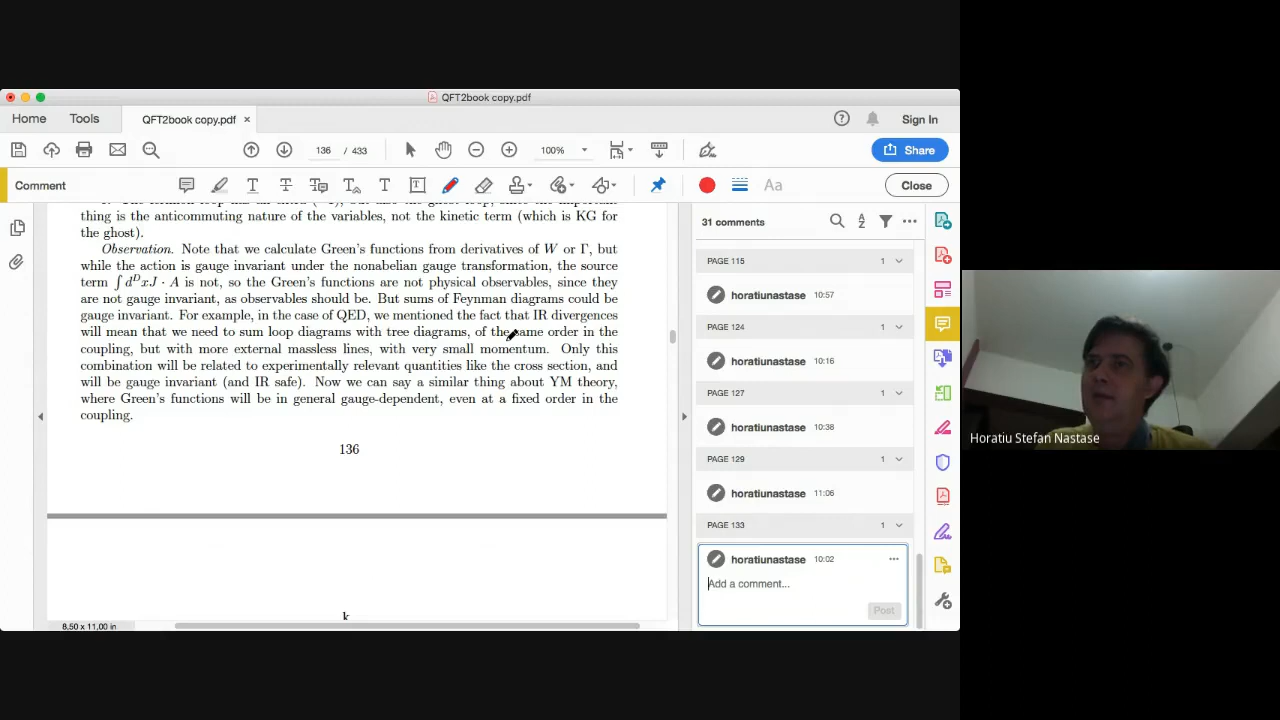 QFT2book copy.pdf
Home
Tools
QFT2book copy.pdf
Sign In
136 / 433
100%
Share
Comment
Close
thing is the anticommuting nature of the variables, not the kinetic term (which is KG for
the ghost).
Observation. Note that we calculate Green's functions from derivatives of W or Γ, but
while the action is gauge invariant under the nonabelian gauge transformation, the source
term ∫ d^D xJ · A is not, so the Green's functions are not physical observables, since they
are not gauge invariant, as observables should be. But sums of Feynman diagrams could be
gauge invariant. For example, in the case of QED, we mentioned the fact that IR divergences
will mean that we need to sum loop diagrams with tree diagrams, of the same order in the
coupling, but with more external massless lines, with very small momentum. Only this
combination will be related to experimentally relevant quantities like the cross section, and
will be gauge invariant (and IR safe). Now we can say a similar thing about YM theory,
where Green's functions will be in general gauge-dependent, even at a fixed order in the
coupling.
136
k
8,50 x 11,00 in
31 comments
PAGE 115 1
horatiunastase 10:57
PAGE 124 1
horatiunastase 10:16
PAGE 127 1
horatiunastase 10:38
PAGE 129 1
horatiunastase 11:06
PAGE 133 1
horatiunastase 10:02
Add a comment...
Post
Horatiu Stefan Nastase